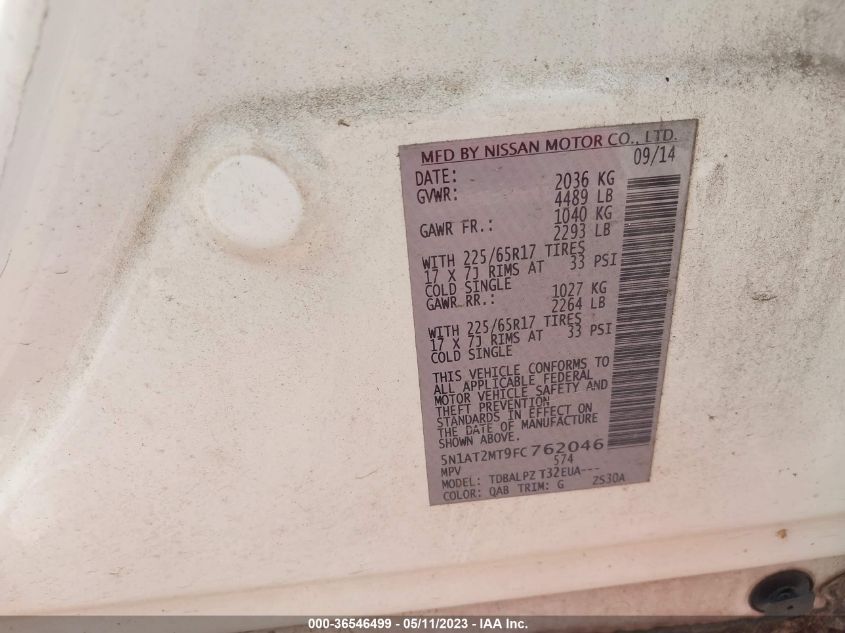 MFD BY NISSAN MOTOR CO., LTD.
DATE: 09/14
GVWR: 2036 KG
4489 LB
GAWR FR.: 1040 KG
2293 LB
WITH 225/65R17 TIRES
17 X 7J RIMS AT 33 PSI
COLD SINGLE
GAWR RR.: 1027 KG
2264 LB
WITH 225/65R17 TIRES
17 X 7J RIMS AT 33 PSI
COLD SINGLE
THIS VEHICLE CONFORMS TO
ALL APPLICABLE FEDERAL
MOTOR VEHICLE SAFETY AND
THEFT PREVENTION
STANDARDS IN EFFECT ON
THE DATE OF MANUFACTURE
SHOWN ABOVE.
5N1AT2MT9FC762046
MPV 574
MODEL: TDBALPZ T32EUA---
COLOR: QAB TRIM: G ZS30A
000-36546499 - 05/11/2023 - IAA Inc.